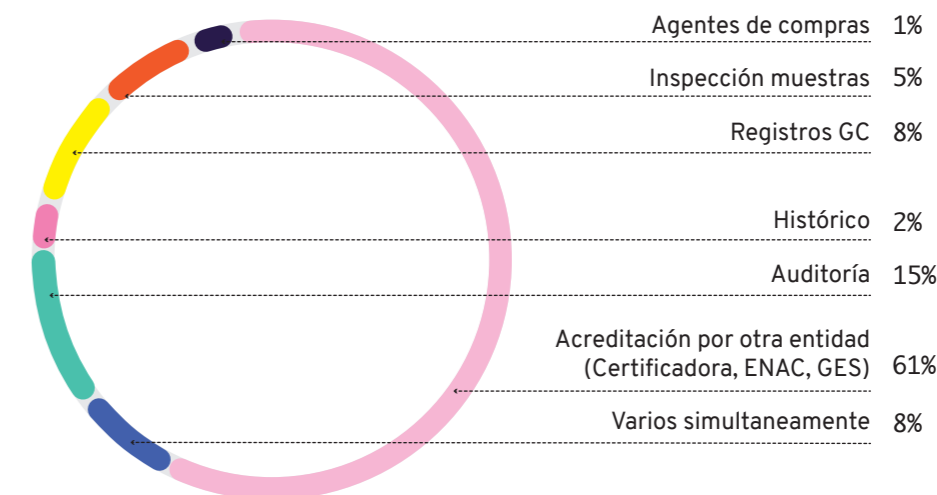 Agentes de compras 1%
Inspección muestras 5%
Registros GC 8%
Histórico 2%
Auditoría 15%
Acreditación por otra entidad
(Certificadora, ENAC, GES) 61%
Varios simultaneamente 8%